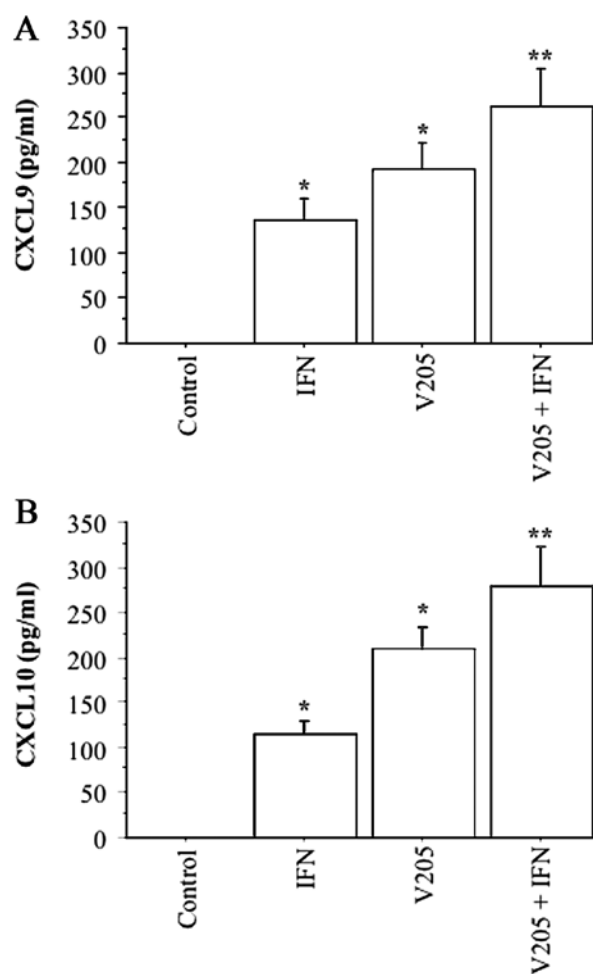 A
CXCL9 (pg/ml)
350
300
250
200
150
100
50
0
*
*
**
Control
IFN
V205
V205 + IFN
B
CXCL10 (pg/ml)
350
300
250
200
150
100
50
0
*
*
**
Control
IFN
V205
V205 + IFN